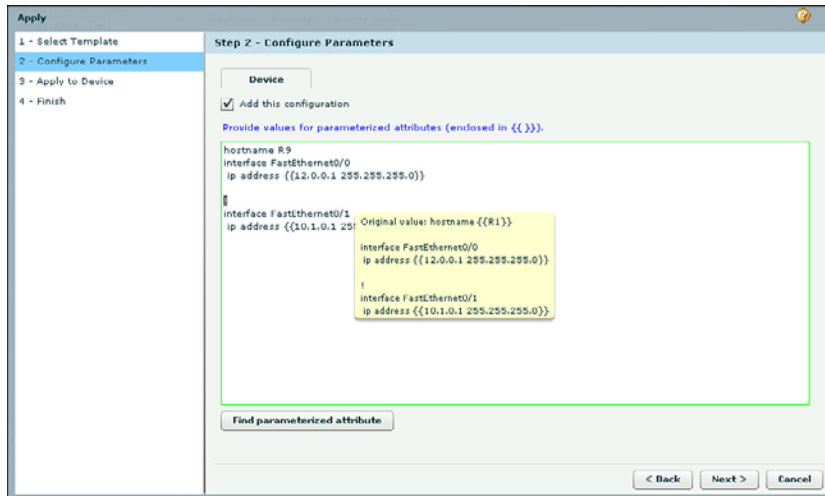 Apply
1 - Select Template
2 - Configure Parameters
3 - Apply to Device
4 - Finish
Step 2 - Configure Parameters
Device
Add this configuration
Provide values for parameterized attributes (enclosed in {{ }}).
hostname R9
interface FastEthernet0/0
ip address {{12.0.0.1 255.255.255.0}}
!
interface FastEthernet0/1
ip address {{10.1.0.1 25
Original value: hostname {{R1}}
interface FastEthernet0/0
ip address {{12.0.0.1 255.255.255.0}}
!
interface FastEthernet0/1
ip address {{10.1.0.1 255.255.255.0}}
Find parameterized attribute
< Back
Next >
Cancel